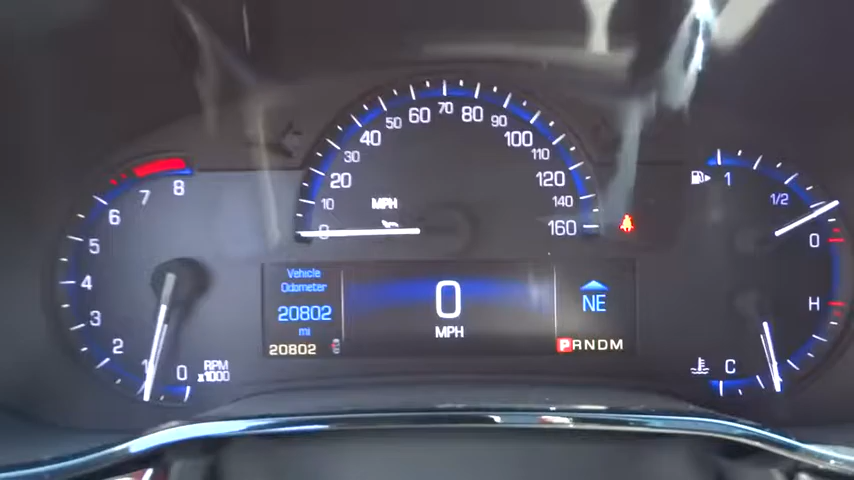 0 1 2 3 4 5 6 7 8
RPM
x1000
0 10 20 30 40 50 60 70 80 90 100 110 120 140 160
MPH
1 1/2 0
H
C
Vehicle
Odometer
20802
mi
20802
0
MPH
NE
PRNDM